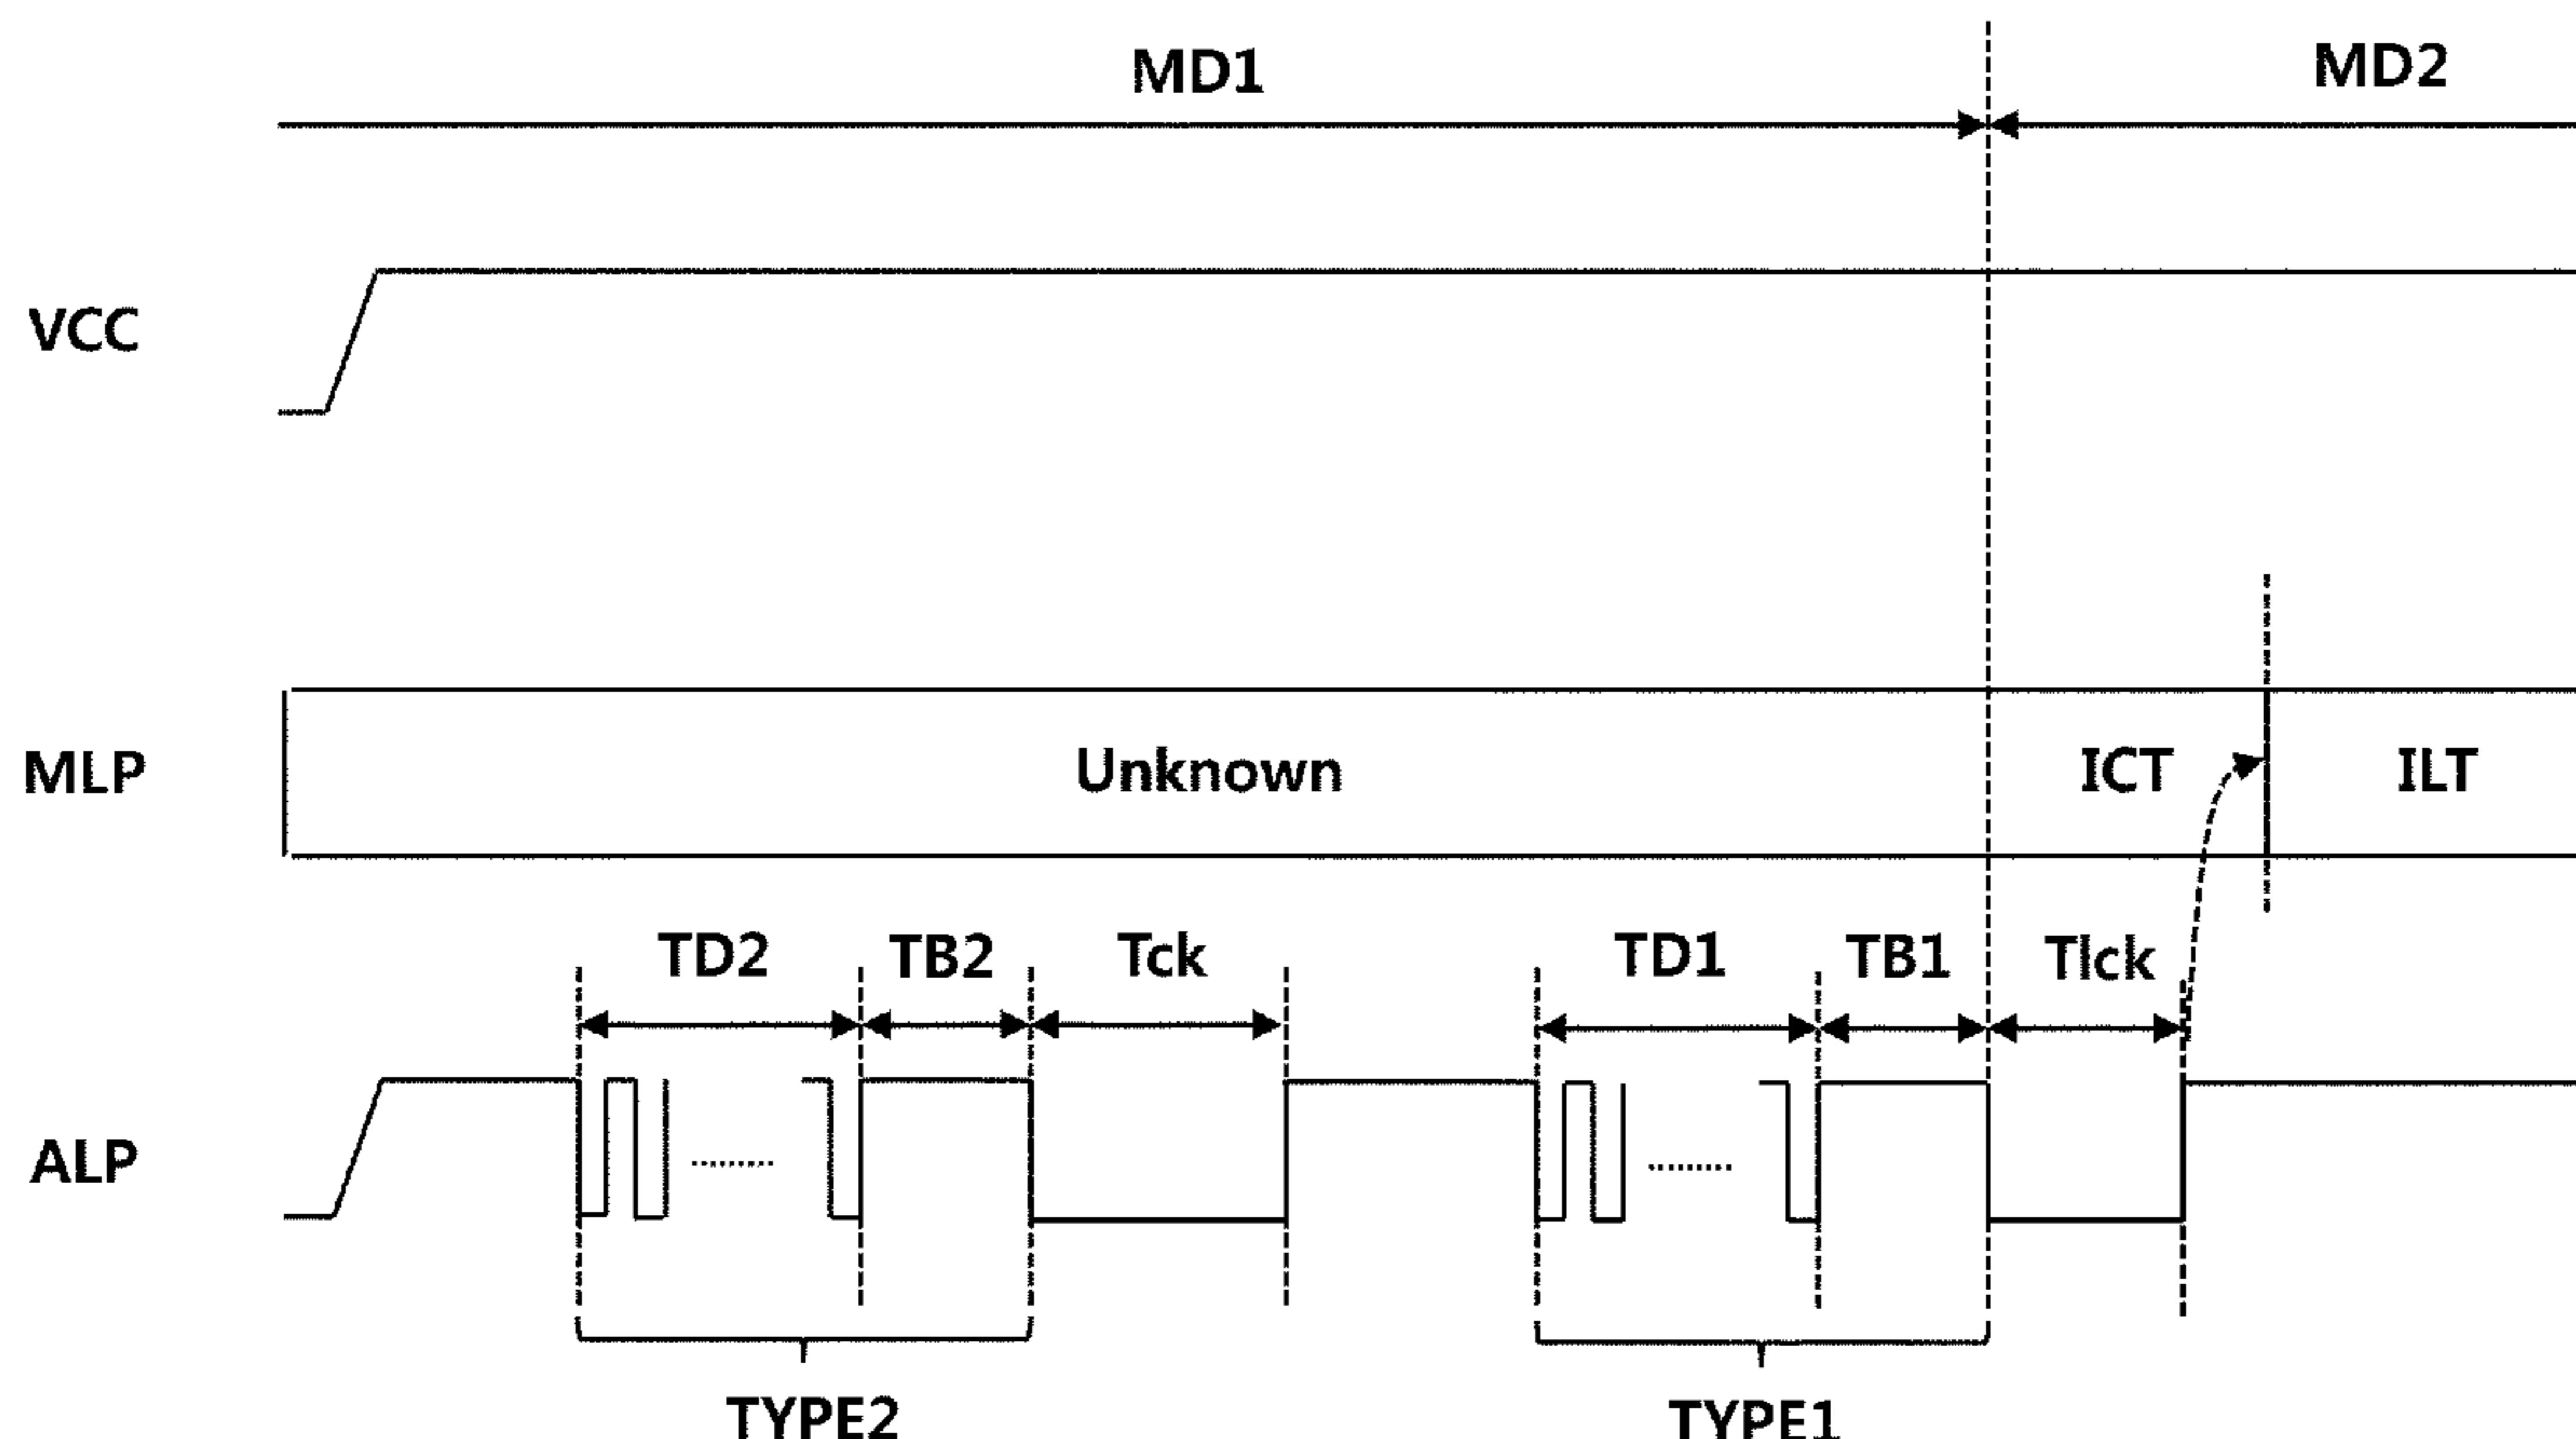 MD1
MD2
VCC
MLP
Unknown
ICT
ILT
TD2
TB2
Tck
TD1
TB1
Tlck
ALP
TYPE2
TYPE1